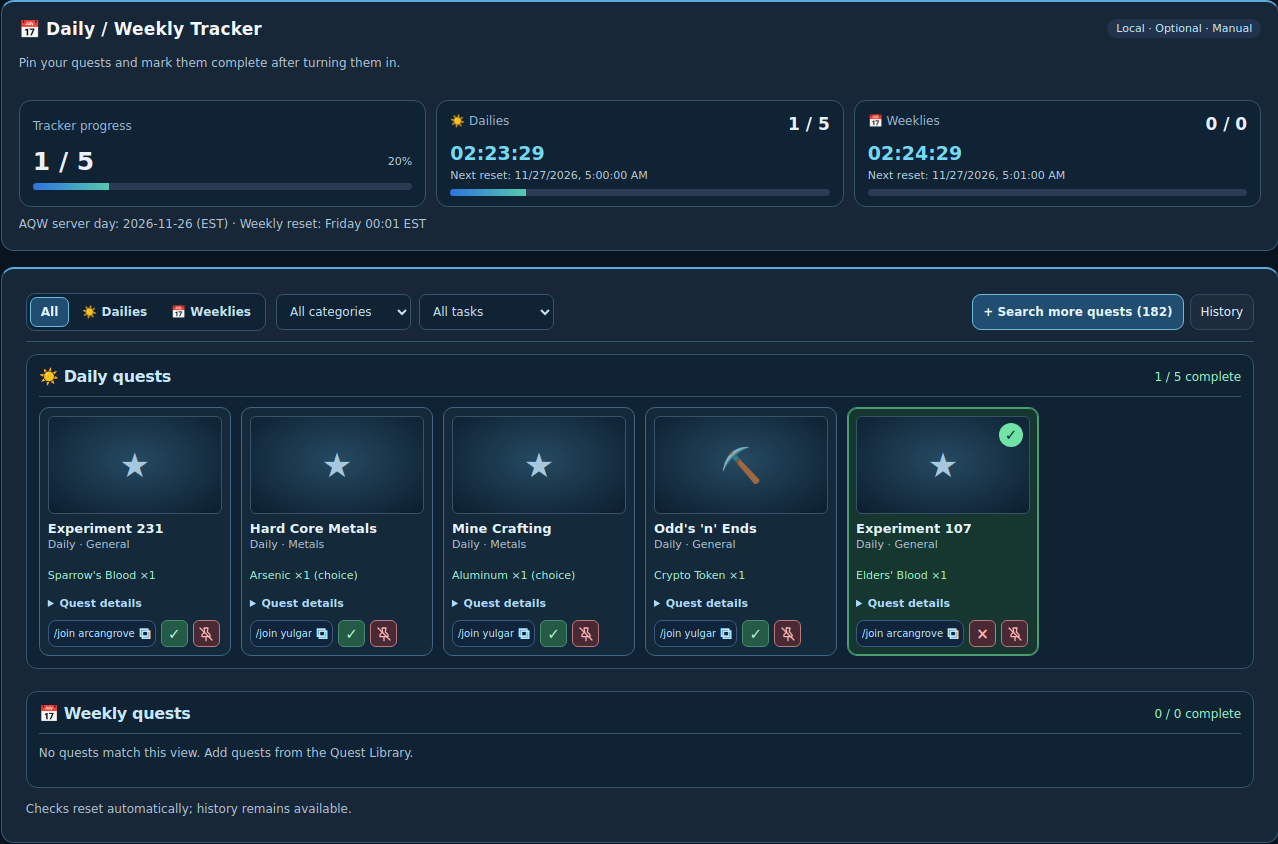 📅 Daily / Weekly Tracker
Local · Optional · Manual
Pin your quests and mark them complete after turning them in.
Tracker progress
1 / 5
20%
☀️ Dailies
1 / 5
02:23:29
Next reset: 11/27/2026, 5:00:00 AM
📅 Weeklies
0 / 0
02:24:29
Next reset: 11/27/2026, 5:01:00 AM
AQW server day: 2026-11-26 (EST) · Weekly reset: Friday 00:01 EST
All ☀️ Dailies 📅 Weeklies
All categories
All tasks
+ Search more quests (182)
History
☀️ Daily quests
1 / 5 complete
Experiment 231
Daily · General
Sparrow's Blood ×1
Quest details
/join arcangrove
Hard Core Metals
Daily · Metals
Arsenic ×1 (choice)
Quest details
/join yulgar
Mine Crafting
Daily · Metals
Aluminum ×1 (choice)
Quest details
/join yulgar
Odd's 'n' Ends
Daily · General
Crypto Token ×1
Quest details
/join yulgar
Experiment 107
Daily · General
Elders' Blood ×1
Quest details
/join arcangrove
📅 Weekly quests
0 / 0 complete
No quests match this view. Add quests from the Quest Library.
Checks reset automatically; history remains available.